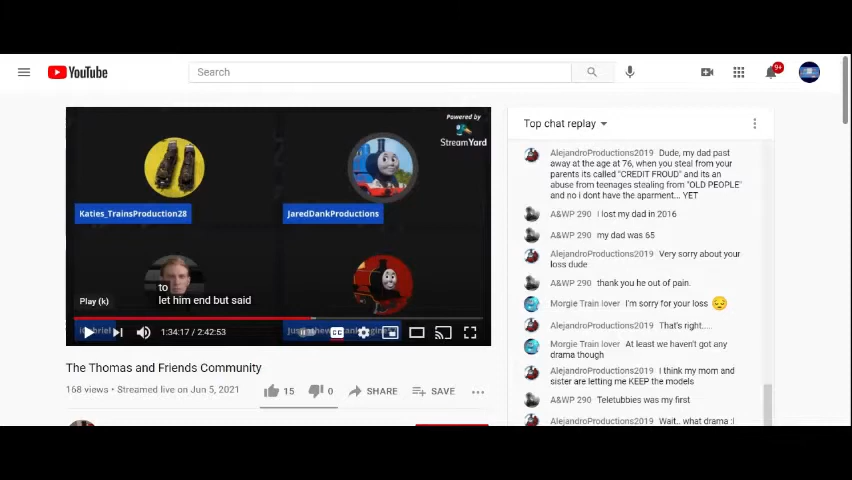 YouTube
Search
9+
Powered by
StreamYard
Katies_TrainsProduction28
JaredDankProductions
to
let him end but said
Play (k)
1:34:17 / 2:42:53
CC
The Thomas and Friends Community
168 views • Streamed live on Jun 5, 2021
15
0
SHARE
SAVE
Top chat replay
AlejandroProductions2019 Dude, my dad past
away at the age at 76, when you steal from your
parents its called "CREDIT FROUD" and its an
abuse from teenages stealing from "OLD PEOPLE"
and no i dont have the aparment... YET
A&WP 290 I lost my dad in 2016
A&WP 290 my dad was 65
AlejandroProductions2019 Very sorry about your
loss dude
A&WP 290 thank you he out of pain.
Morgie Train lover I'm sorry for your loss
AlejandroProductions2019 That's right.....
Morgie Train lover At least we haven't got any
drama though
AlejandroProductions2019 I think my mom and
sister are letting me KEEP the models
A&WP 290 Teletubbies was my first
AlejandroProductions2019 Wait.. what drama :l